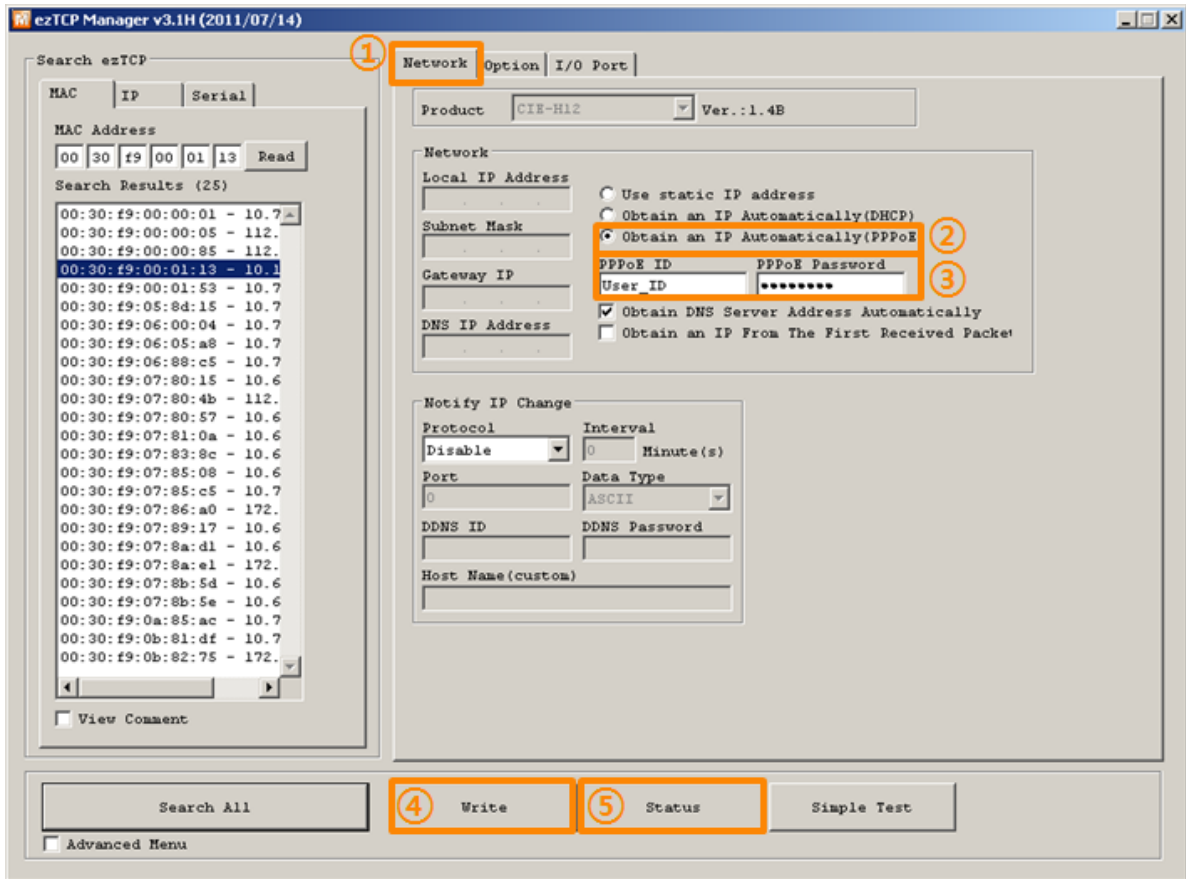 ezTCP Manager v3.1H (2011/07/14)
Search ezTCP
MAC
IP
Serial
MAC Address
00 30 f9 00 01 13 Read
Search Results (25)
00:30:f9:00:00:01 - 10.7
00:30:f9:00:00:05 - 112.
00:30:f9:00:00:85 - 112.
00:30:f9:00:01:13 - 10.1
00:30:f9:00:01:53 - 10.7
00:30:f9:05:8d:15 - 10.7
00:30:f9:06:00:04 - 10.7
00:30:f9:06:05:a8 - 10.7
00:30:f9:06:88:c5 - 10.7
00:30:f9:07:80:15 - 10.6
00:30:f9:07:80:4b - 112.
00:30:f9:07:80:57 - 10.6
00:30:f9:07:81:0a - 10.6
00:30:f9:07:83:8c - 10.6
00:30:f9:07:85:08 - 10.6
00:30:f9:07:85:c5 - 10.7
00:30:f9:07:86:a0 - 172.
00:30:f9:07:89:17 - 10.6
00:30:f9:07:8a:d1 - 10.6
00:30:f9:07:8a:e1 - 172.
00:30:f9:07:8b:5d - 10.6
00:30:f9:07:8b:5e - 10.6
00:30:f9:0a:85:ac - 10.7
00:30:f9:0b:81:df - 10.7
00:30:f9:0b:82:75 - 172.
View Comment
①
Network
Option
I/O Port
Product CIE-H12 Ver.:1.4B
Network
Local IP Address
Subnet Mask
Gateway IP
DNS IP Address
Use static IP address
Obtain an IP Automatically(DHCP)
Obtain an IP Automatically(PPPoE ②
PPPoE ID PPPoE Password
User_ID •••••••• ③
Obtain DNS Server Address Automatically
Obtain an IP From The First Received Packet
Notify IP Change
Protocol Interval
Disable 0 Minute(s)
Port Data Type
0 ASCII
DDNS ID DDNS Password
Host Name(custom)
Search All
④ Write
⑤ Status
Simple Test
Advanced Menu